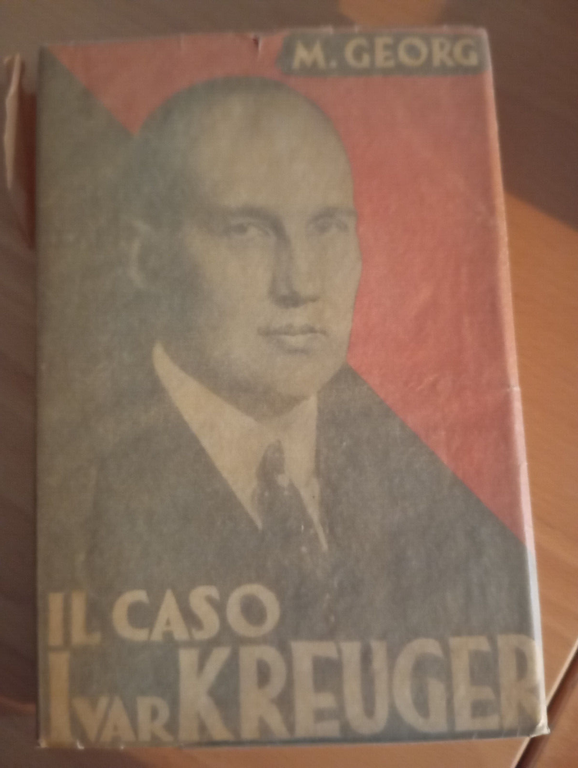 M. GEORG
IL CASO
IVAR KREUGER